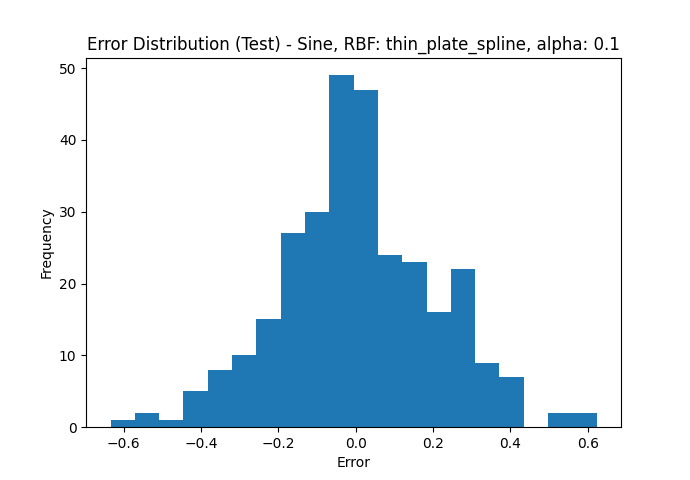 Error Distribution (Test) - Sine, RBF: thin_plate_spline, alpha: 0.1
50
40
30
20
10
0
Frequency
−0.6 −0.4 −0.2 0.0 0.2 0.4 0.6
Error